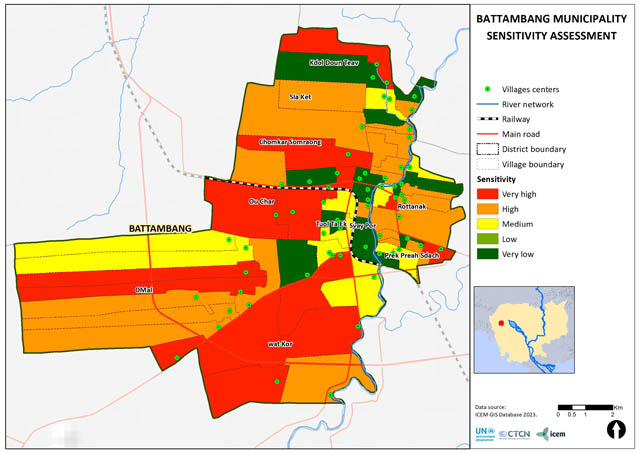 BATTAMBANG MUNICIPALITY
SENSITIVITY ASSESSMENT
Villages centers
River network
Railway
Main road
District boundary
Village boundary
Sensitivity
Very high
High
Medium
Low
Very low
Kdol Doun Teav
Sla Ket
Chomkar Somraong
Ou Char
Rottanak
Tuol Ta Ek
Svay Por
BATTAMBANG
Prek Preah Sdach
OMal
wat Kor
Data source:
ICEM GIS Database 2023.
0 0.5 1 2 Km
UN
environment
programme
CTCN
icem